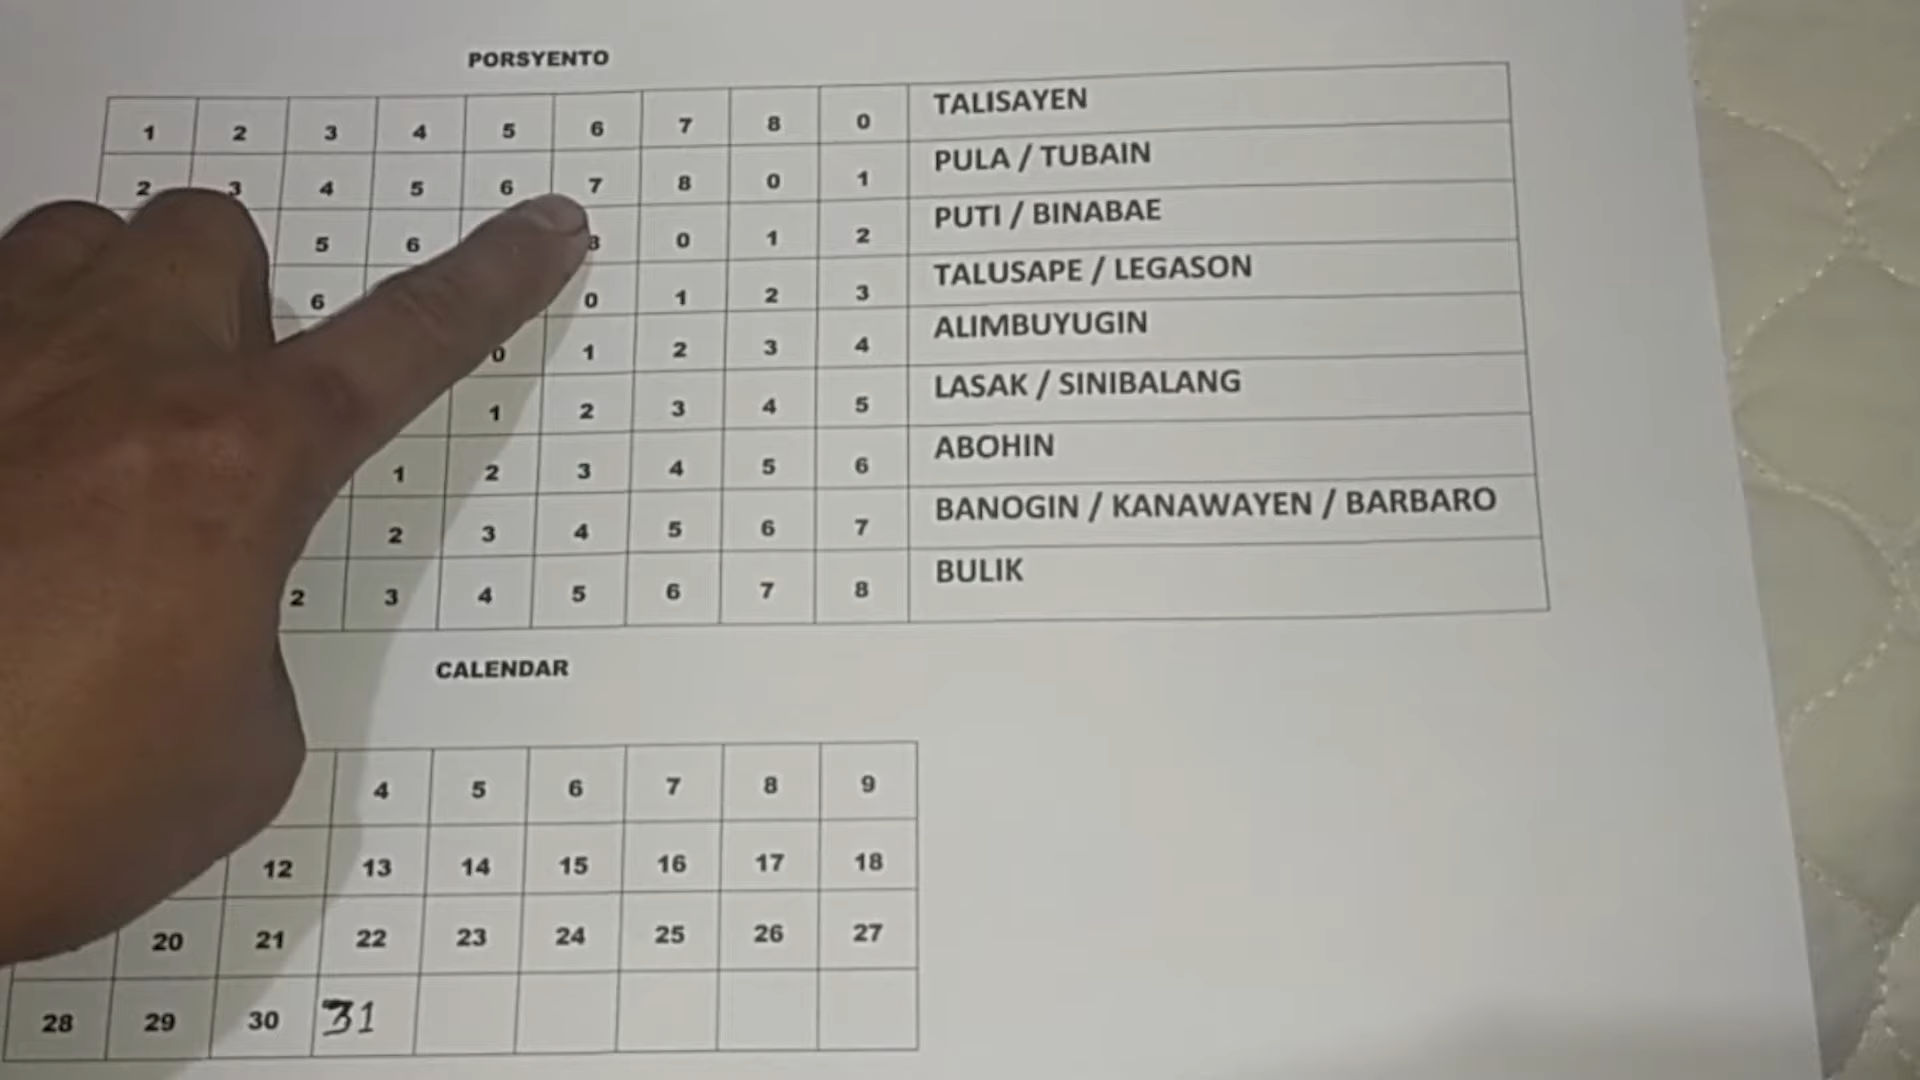 PORSYENTO
1 2 3 4 5 6 7 8 0 TALISAYEN
2 3 4 5 6 7 8 0 1 PULA / TUBAIN
5 6 8 0 1 2 PUTI / BINABAE
6 0 1 2 3 TALUSAPE / LEGASON
0 1 2 3 4 ALIMBUYUGIN
1 2 3 4 5 LASAK / SINIBALANG
1 2 3 4 5 6 ABOHIN
2 3 4 5 6 7 BANOGIN / KANAWAYEN / BARBARO
2 3 4 5 6 7 8 BULIK
CALENDAR
4 5 6 7 8 9
12 13 14 15 16 17 18
20 21 22 23 24 25 26 27
28 29 30 31